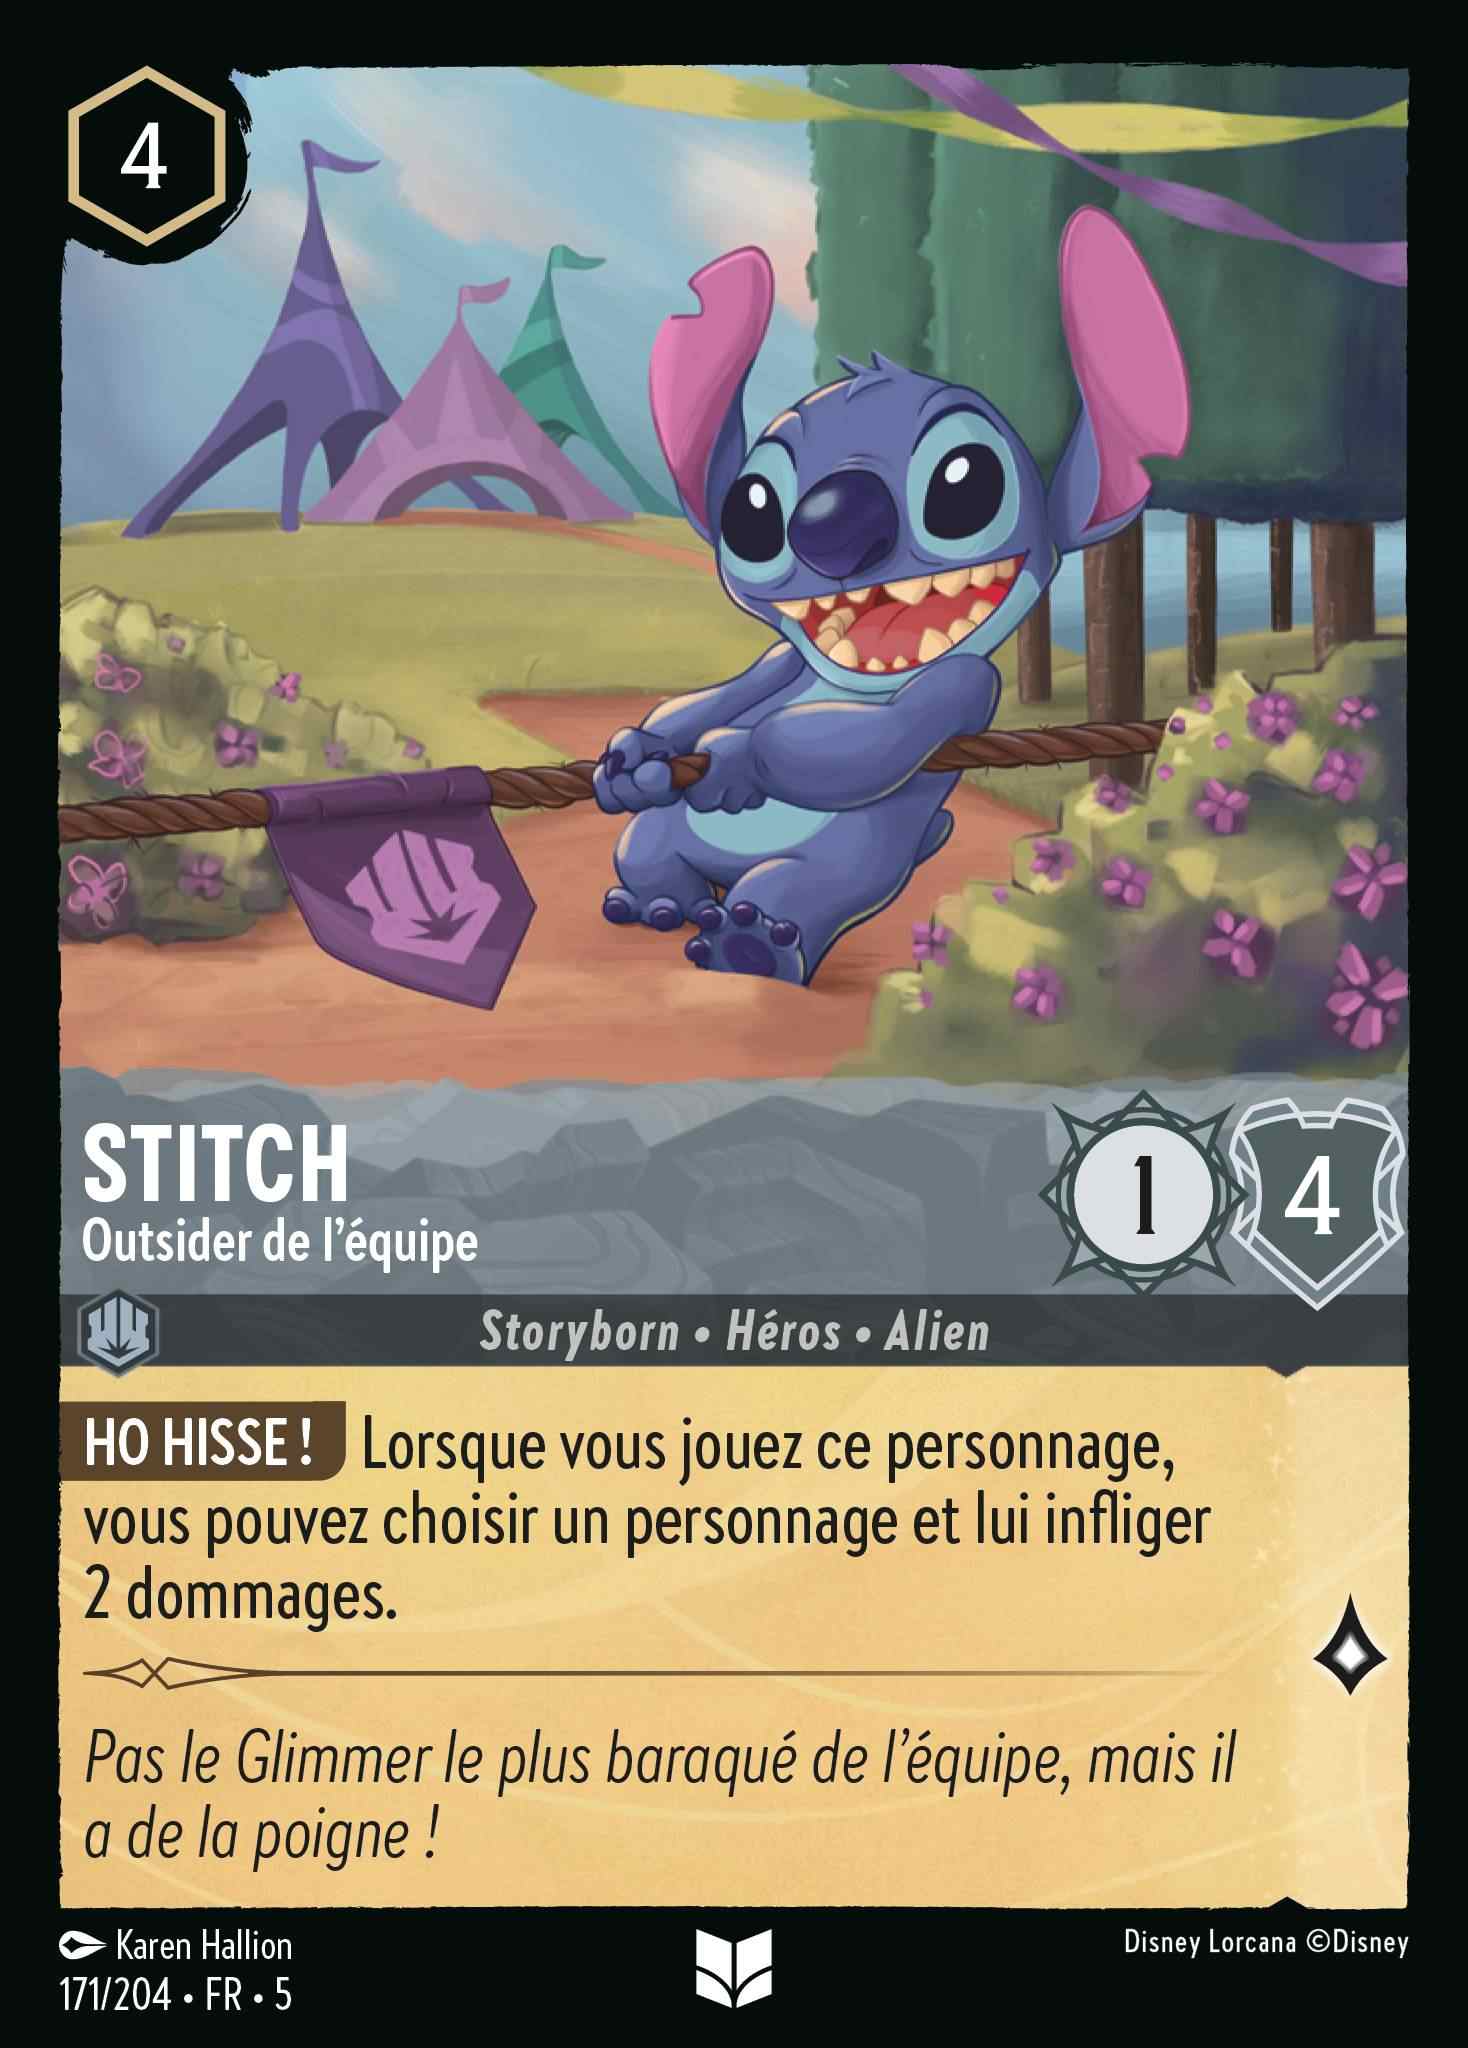 4
STITCH
Outsider de l'équipe
1
4
Storyborn • Héros • Alien
HO HISSE ! Lorsque vous jouez ce personnage,
vous pouvez choisir un personnage et lui infliger
2 dommages.
Pas le Glimmer le plus baraqué de l'équipe, mais il
a de la poigne !
Karen Hallion
Disney Lorcana ©Disney
171/204 • FR • 5